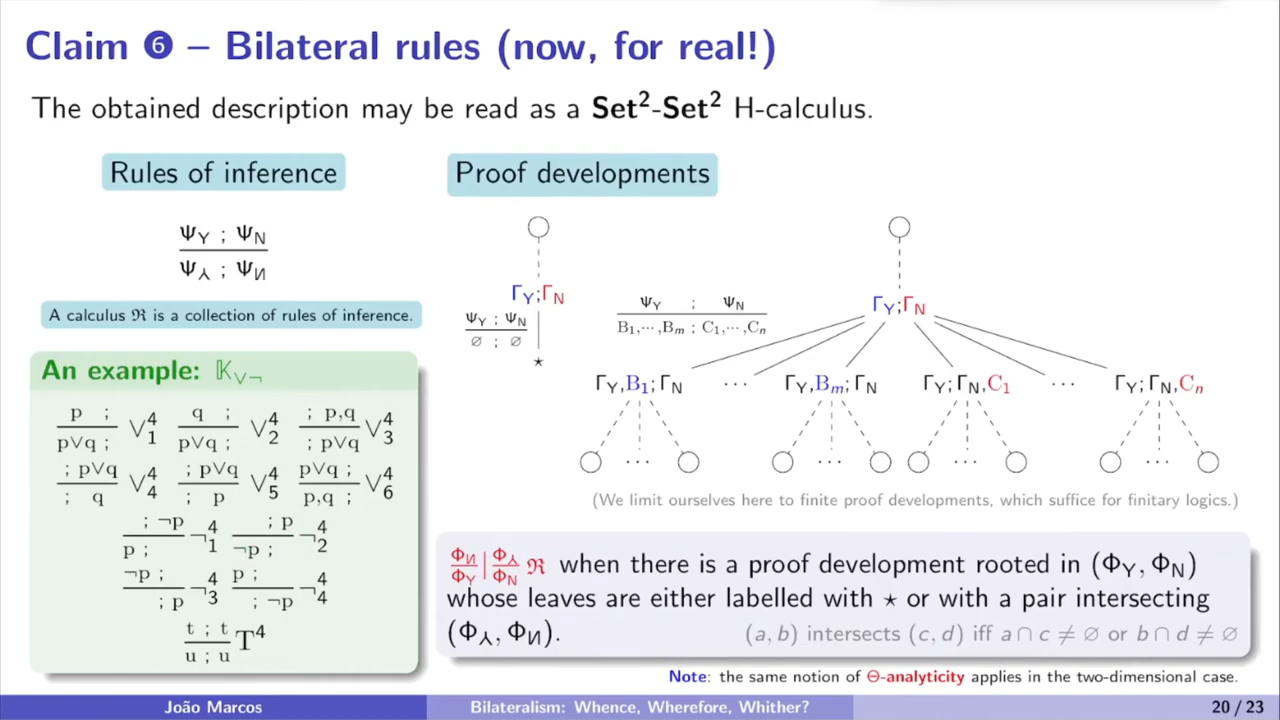 Claim ❻ – Bilateral rules (now, for real!)
The obtained description may be read as a Set²-Set² H-calculus.
Rules of inference
Ψ_Y ; Ψ_N
Ψ_⅄ ; Ψ_И
A calculus ℜ is a collection of rules of inference.
An example: 𝕂_∨¬
p ; / p∨q ; ∨⁴₁   q ; / p∨q ; ∨⁴₂   ; p,q / ; p∨q ∨⁴₃
; p∨q / ; q ∨⁴₄   ; p∨q / ; p ∨⁴₅   p∨q ; / p,q ; ∨⁴₆
; ¬p / p ; ¬⁴₁   ; p / ¬p ; ¬⁴₂
¬p ; / ; p ¬⁴₃   p ; / ; ¬p ¬⁴₄
t ; t / u ; u T⁴
Proof developments
Γ_Y;Γ_N
Ψ_Y ; Ψ_N
∅ ; ∅
⋆
Ψ_Y ; Ψ_N
B₁,⋯,B_m ; C₁,⋯,C_n
Γ_Y;Γ_N
Γ_Y,B₁;Γ_N ⋯ Γ_Y,B_m;Γ_N Γ_Y;Γ_N,C₁ ⋯ Γ_Y;Γ_N,C_n
⋯ ⋯ ⋯ ⋯
(We limit ourselves here to finite proof developments, which suffice for finitary logics.)
Φ_И/Φ_Y | Φ_⅄/Φ_N ℜ when there is a proof development rooted in (Φ_Y, Φ_N)
whose leaves are either labelled with ⋆ or with a pair intersecting
(Φ_⅄, Φ_И). (a, b) intersects (c, d) iff a ∩ c ≠ ∅ or b ∩ d ≠ ∅
Note: the same notion of Θ-analyticity applies in the two-dimensional case.
João Marcos Bilateralism: Whence, Wherefore, Whither? 20 / 23